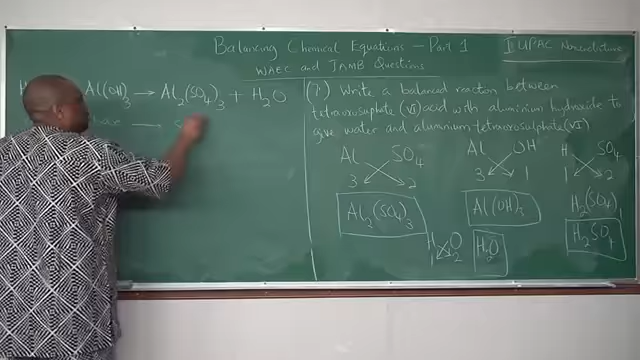 Balancing Chemical Equations - Part 1
IUPAC Nomenclature
WAEC and JAMB Questions
H Al(OH)₃ → Al₂(SO₄)₃ + H₂O
(7) Write a balanced reaction between
tetraoxosulphate (VI) acid with aluminium hydroxide to
give water and aluminium tetraoxosulphate (VI)
Al SO₄
3 2
Al₂(SO₄)₃
Al OH
3 1
Al(OH)₃
H SO₄
1 2
H₂(SO₄)₁
H₂SO₄
H O
1 2
H₂O